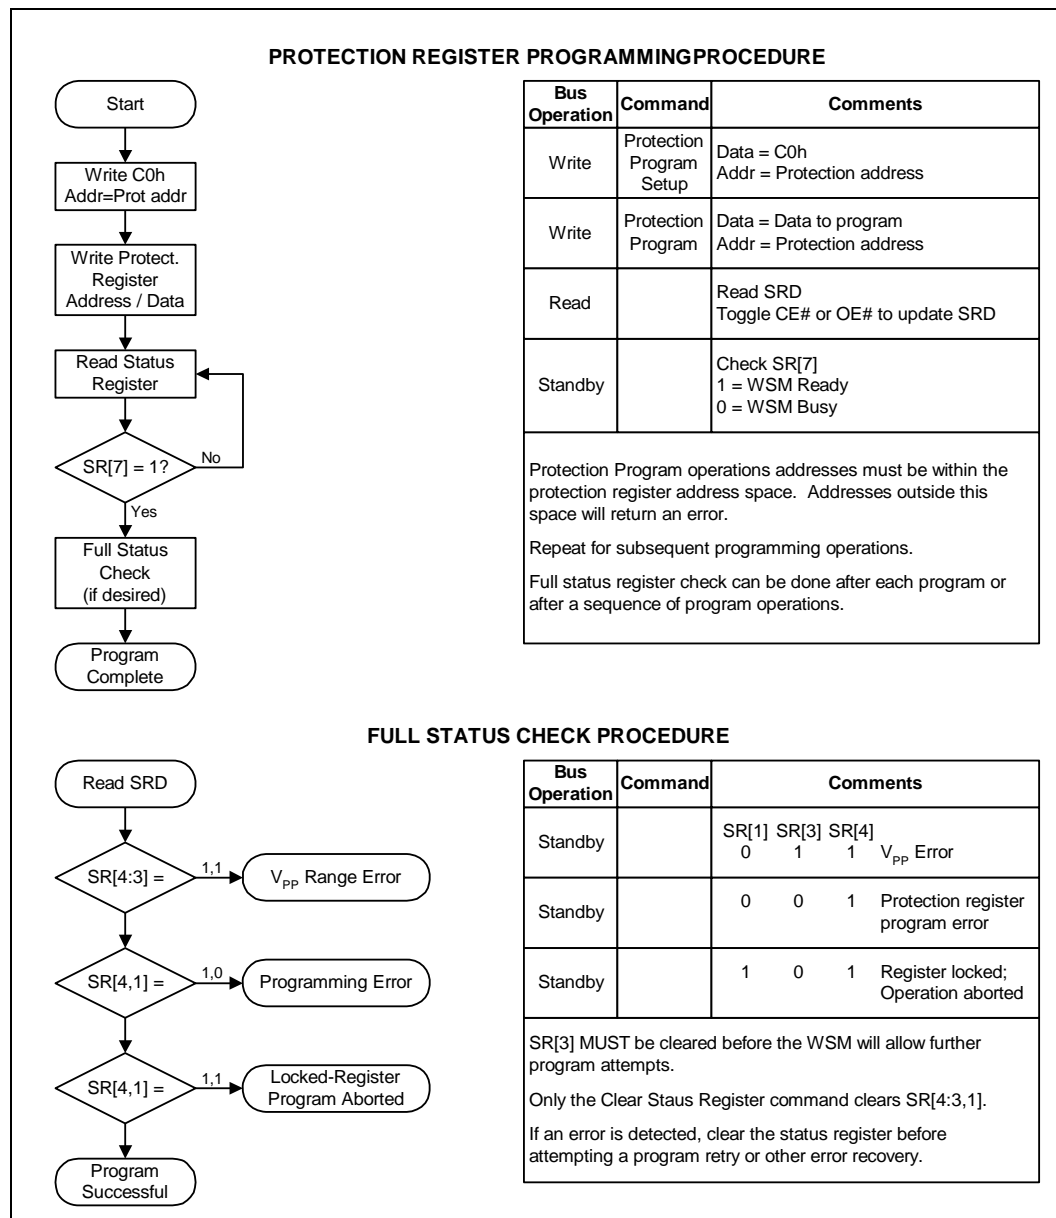 PROTECTION REGISTER PROGRAMMINGPROCEDURE
Start
Write C0h
Addr=Prot addr
Write Protect.
Register
Address / Data
Read Status
Register
SR[7] = 1?
No
Yes
Full Status
Check
(if desired)
Program
Complete
Bus
Operation
Command
Comments
Write
Protection
Program
Setup
Data = C0h
Addr = Protection address
Write
Protection
Program
Data = Data to program
Addr = Protection address
Read
Read SRD
Toggle CE# or OE# to update SRD
Standby
Check SR[7]
1 = WSM Ready
0 = WSM Busy
Protection Program operations addresses must be within the
protection register address space. Addresses outside this
space will return an error.
Repeat for subsequent programming operations.
Full status register check can be done after each program or
after a sequence of program operations.
FULL STATUS CHECK PROCEDURE
Read SRD
SR[4:3] =
1,1
VPP Range Error
SR[4,1] =
1,0
Programming Error
SR[4,1] =
1,1
Locked-Register
Program Aborted
Program
Successful
Bus
Operation
Command
Comments
Standby
SR[1] SR[3] SR[4]
0 1 1 VPP Error
Standby
0 0 1 Protection register
program error
Standby
1 0 1 Register locked;
Operation aborted
SR[3] MUST be cleared before the WSM will allow further
program attempts.
Only the Clear Staus Register command clears SR[4:3,1].
If an error is detected, clear the status register before
attempting a program retry or other error recovery.